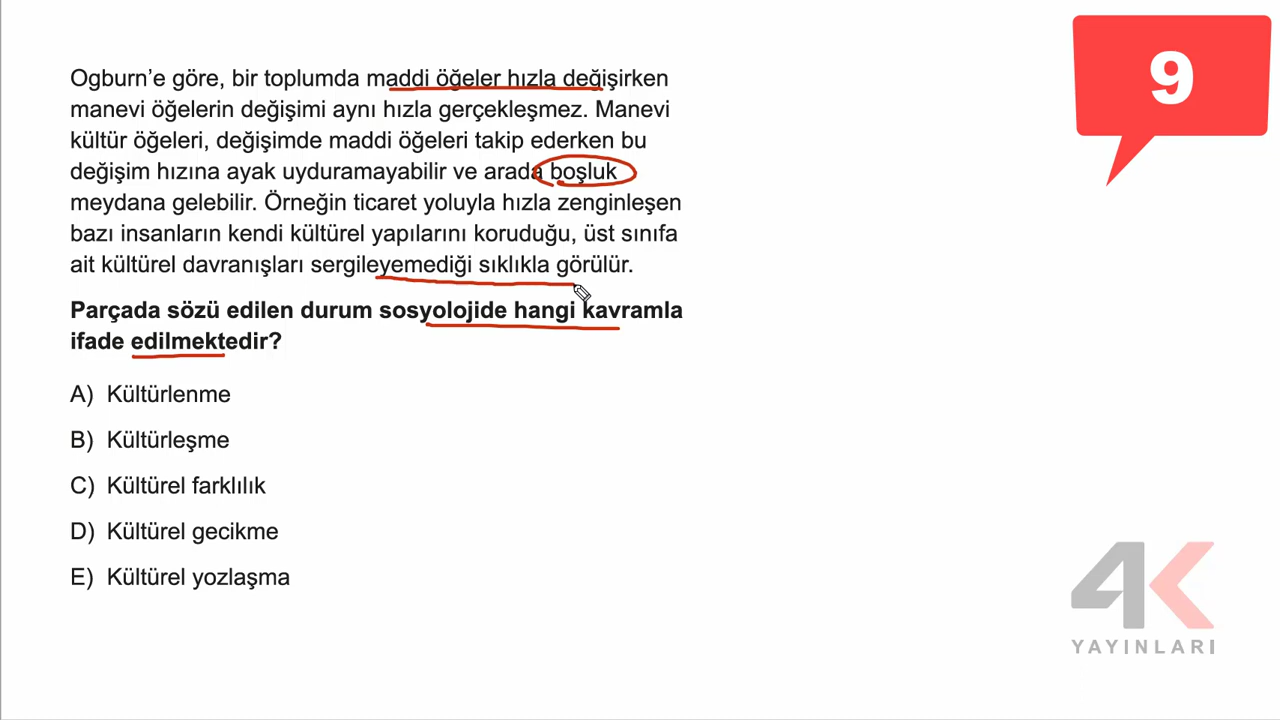 9
Ogburn’e göre, bir toplumda maddi öğeler hızla değişirken
manevi öğelerin değişimi aynı hızla gerçekleşmez. Manevi
kültür öğeleri, değişimde maddi öğeleri takip ederken bu
değişim hızına ayak uyduramayabilir ve arada boşluk
meydana gelebilir. Örneğin ticaret yoluyla hızla zenginleşen
bazı insanların kendi kültürel yapılarını koruduğu, üst sınıfa
ait kültürel davranışları sergileyemediği sıklıkla görülür.
Parçada sözü edilen durum sosyolojide hangi kavramla
ifade edilmektedir?
A) Kültürlenme
B) Kültürleşme
C) Kültürel farklılık
D) Kültürel gecikme
E) Kültürel yozlaşma
4K
YAYINLARI